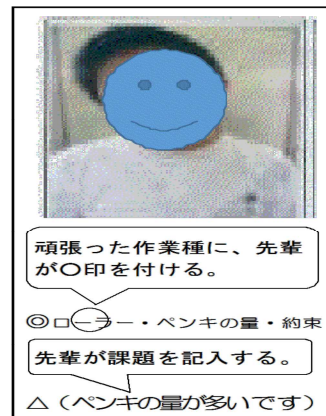 頑張った作業種に、先輩
が〇印を付ける。
◎ローラー・ペンキの量・約束
先輩が課題を記入する。
△（ペンキの量が多いです）